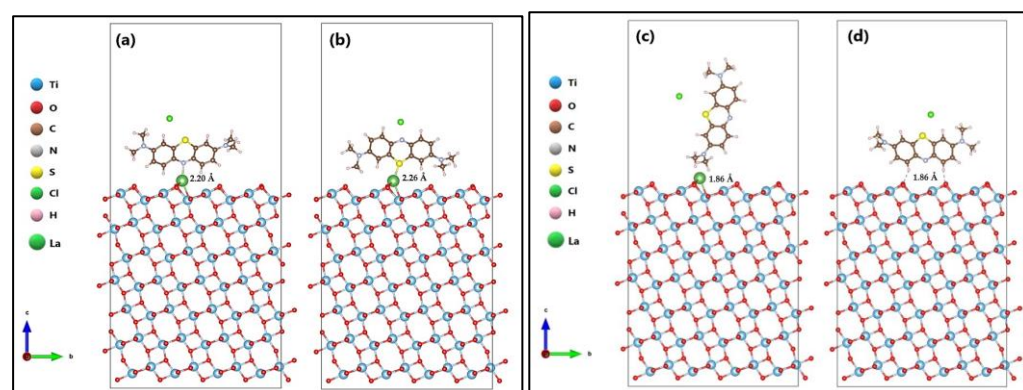 (a)
(b)
Ti
O
C
N
S
Cl
H
La
2.20 Å
2.26 Å
c
b
(c)
(d)
Ti
O
C
N
S
Cl
H
La
1.86 Å
1.86 Å
c
b